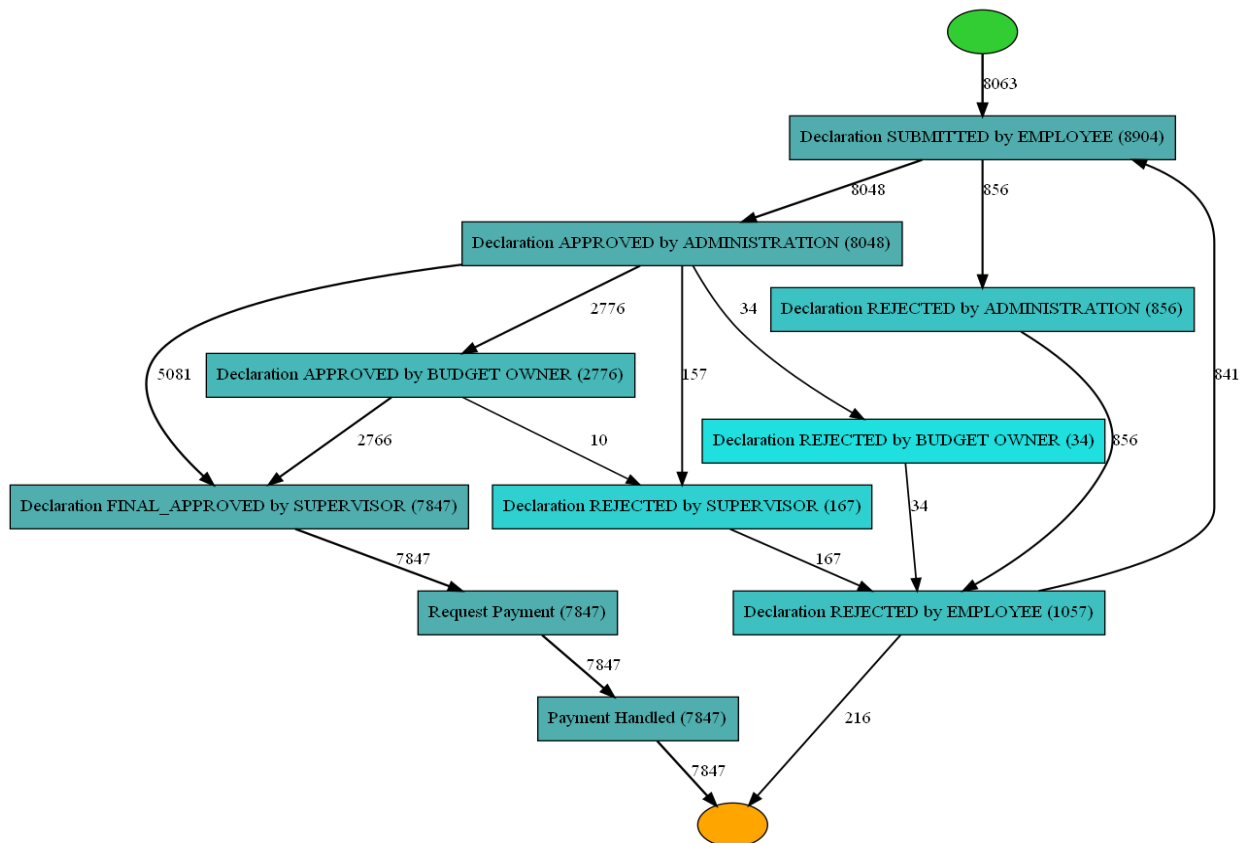 8063
Declaration SUBMITTED by EMPLOYEE (8904)
8048
856
Declaration APPROVED by ADMINISTRATION (8048)
Declaration REJECTED by ADMINISTRATION (856)
2776
34
5081
Declaration APPROVED by BUDGET OWNER (2776)
157
841
2766
10
Declaration REJECTED by BUDGET OWNER (34)
856
Declaration FINAL_APPROVED by SUPERVISOR (7847)
Declaration REJECTED by SUPERVISOR (167)
34
7847
167
Request Payment (7847)
Declaration REJECTED by EMPLOYEE (1057)
7847
Payment Handled (7847)
216
7847